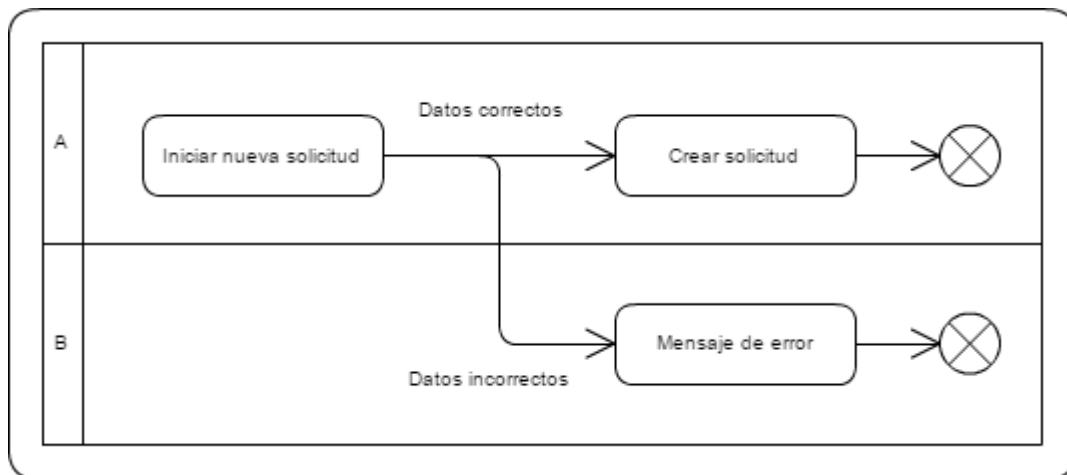 A
Iniciar nueva solicitud
Datos correctos
Crear solicitud
B
Datos incorrectos
Mensaje de error